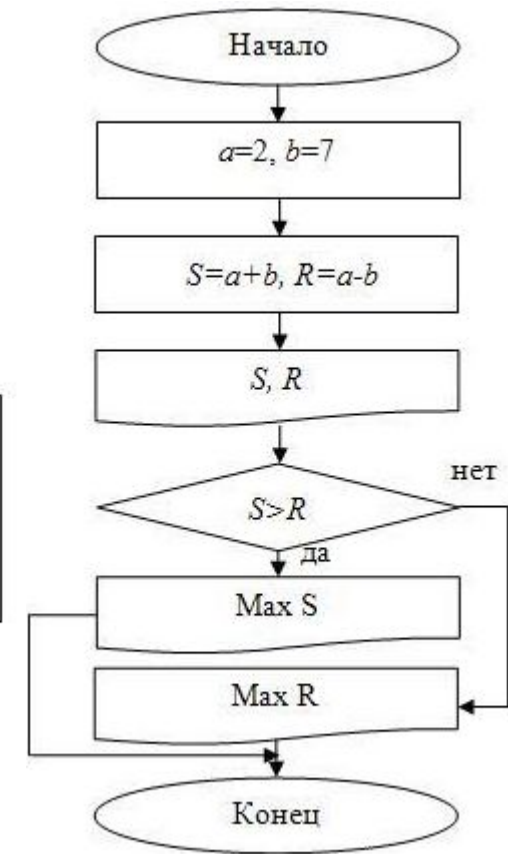 Начало
a=2, b=7
S=a+b, R=a-b
S, R
нет
S>R
да
Max S
Max R
Конец